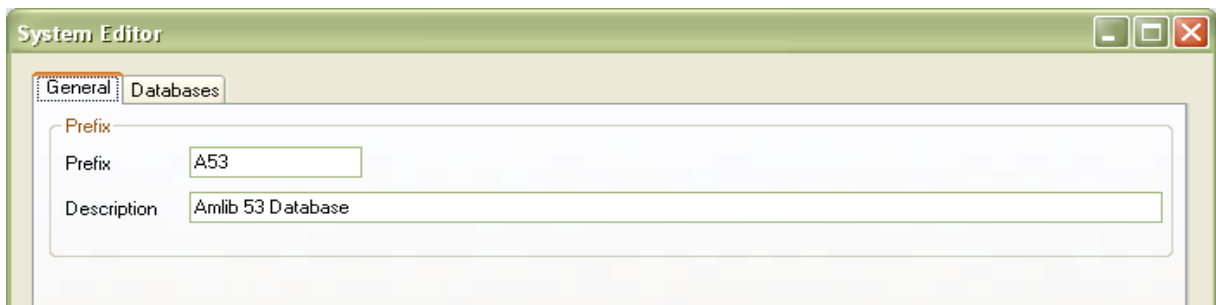 System Editor
General Databases
Prefix
Prefix A53
Description Amlib 53 Database